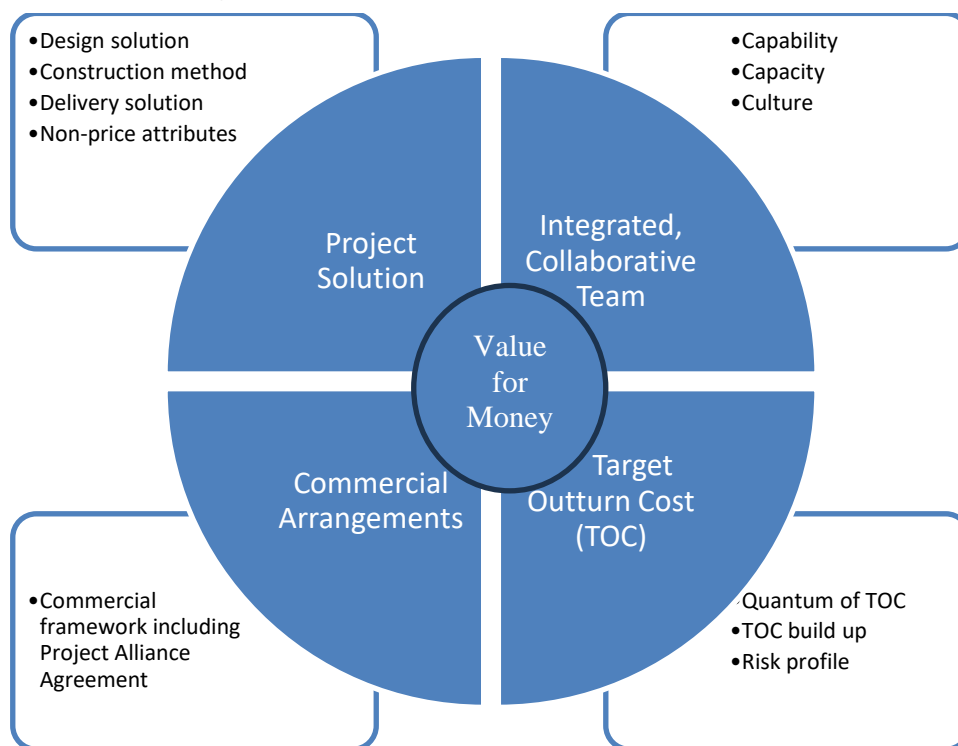 •Design solution
•Construction method
•Delivery solution
•Non-price attributes
•Capability
•Capacity
•Culture
Project
Solution
Integrated,
Collaborative
Team
Value
for
Money
Commercial
Arrangements
Target
Outturn Cost
(TOC)
•Commercial
framework including
Project Alliance
Agreement
•Quantum of TOC
•TOC build up
•Risk profile